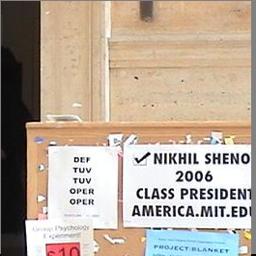 DEF
TUV
TUV
OPER
OPER
NIKHIL SHENO
2006
CLASS PRESIDENT
AMERICA.MIT.EDU
Group Psychology
Experiment!
$10
PROJECT:BLANKET